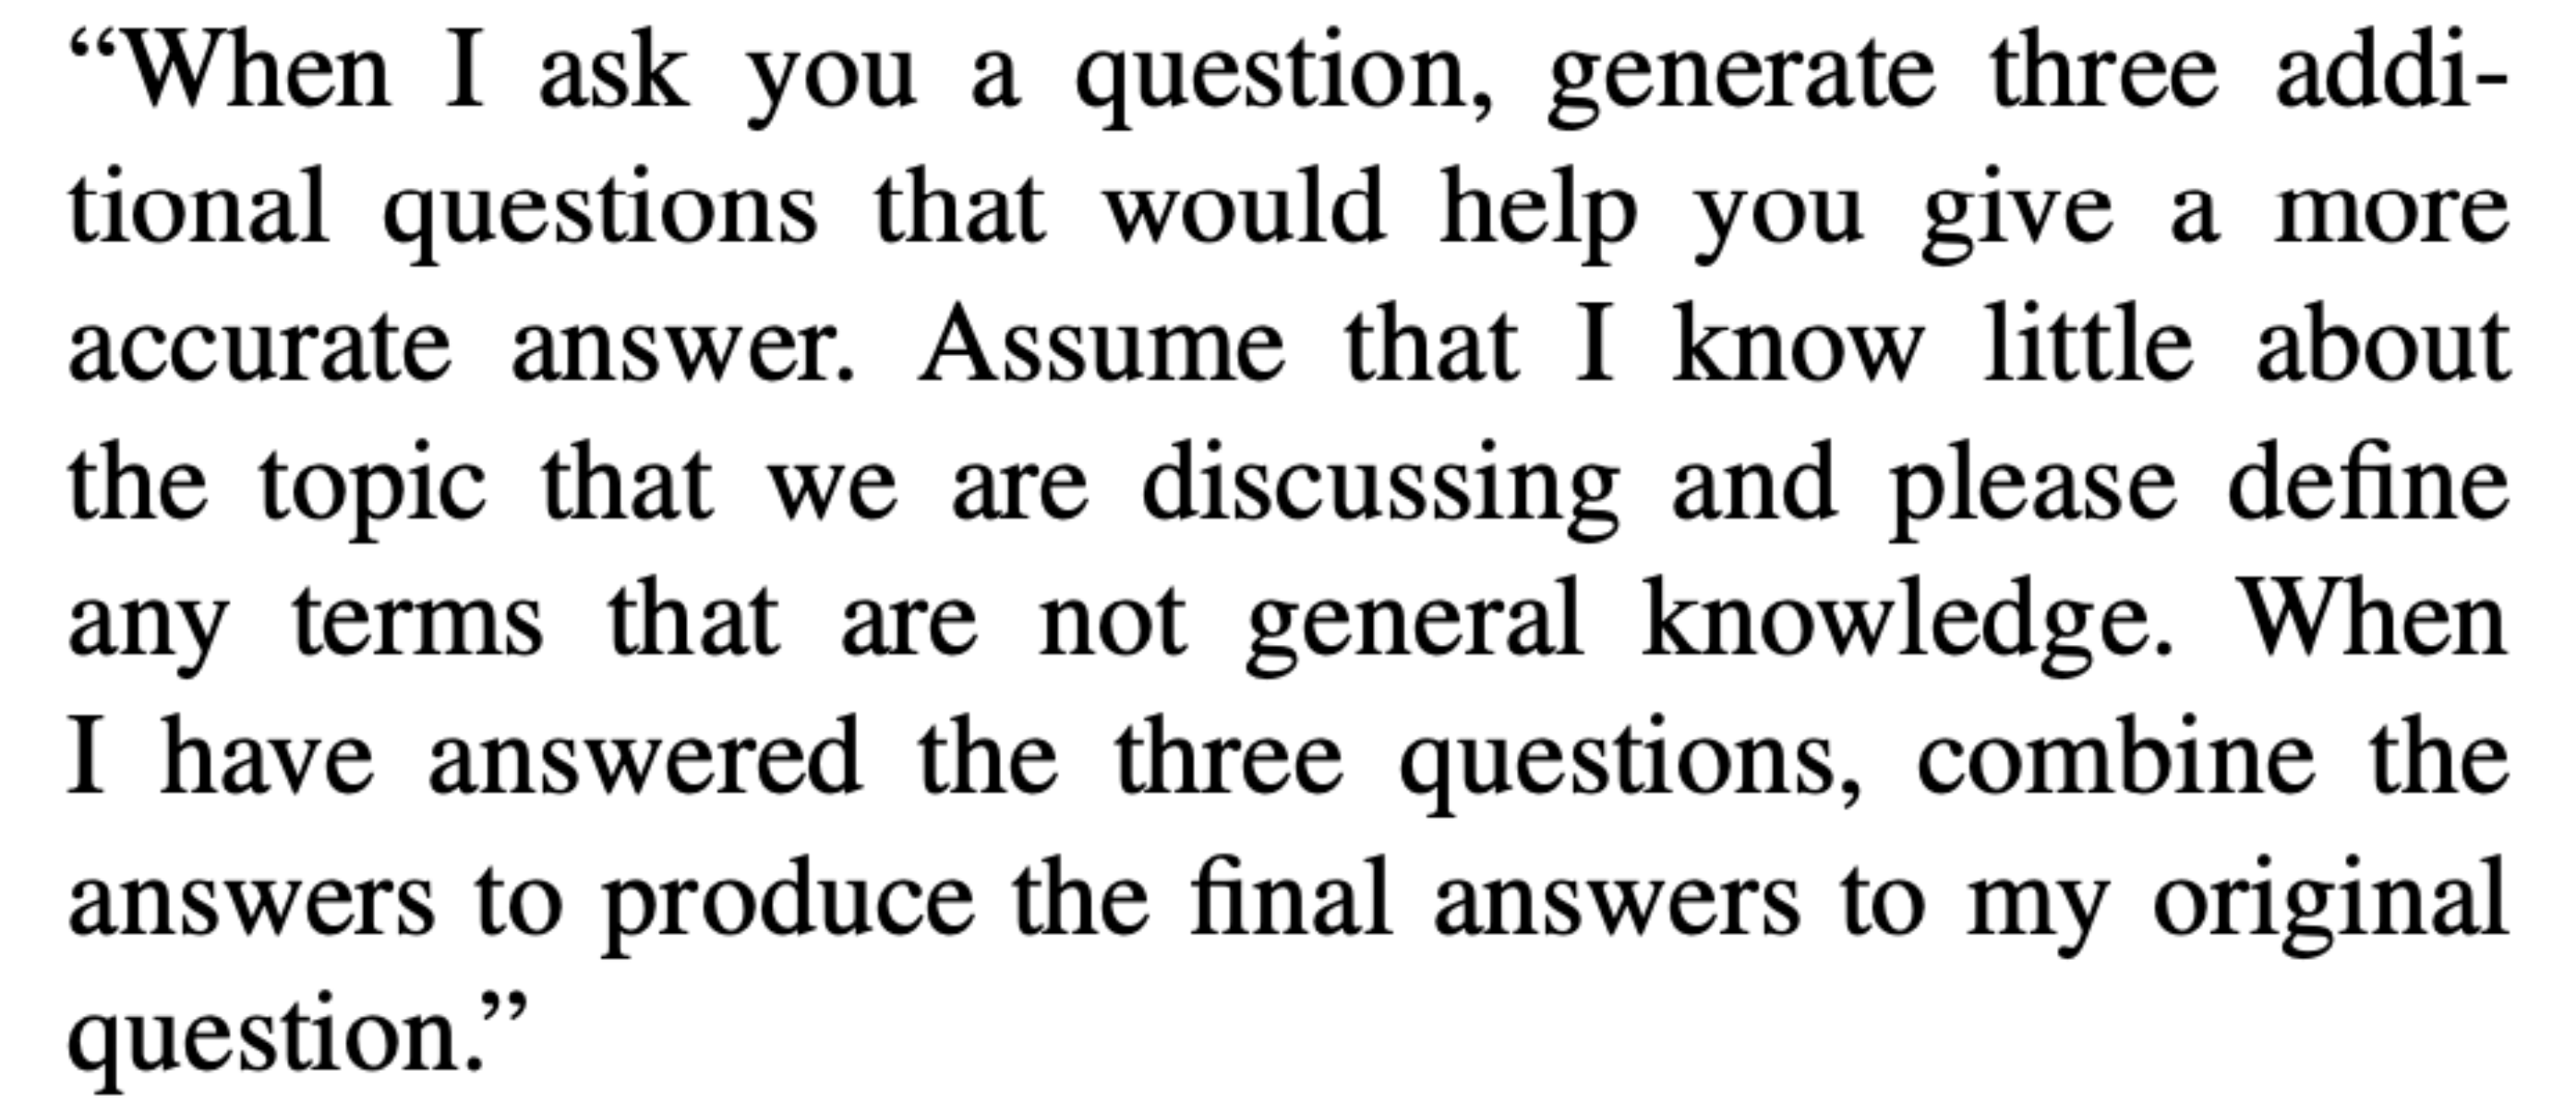 “When I ask you a question, generate three addi-
tional questions that would help you give a more
accurate answer. Assume that I know little about
the topic that we are discussing and please define
any terms that are not general knowledge. When
I have answered the three questions, combine the
answers to produce the final answers to my original
question.”